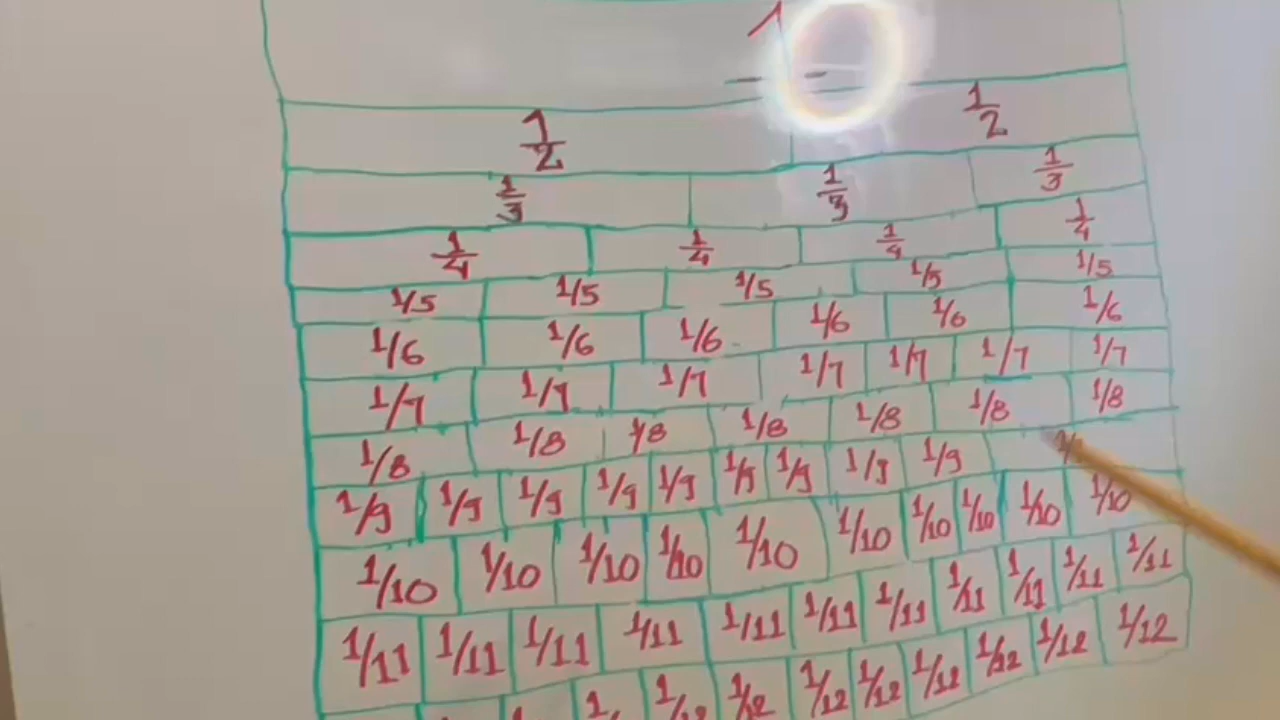 1
1/2 1/2
1/3 1/3 1/3
1/4 1/4 1/4 1/4
1/5 1/5 1/5 1/5 1/5
1/6 1/6 1/6 1/6 1/6 1/6
1/7 1/7 1/7 1/7 1/7 1/7 1/7
1/8 1/8 1/8 1/8 1/8 1/8 1/8
1/9 1/9 1/9 1/9 1/9 1/9 1/9 1/9 1/9
1/10 1/10 1/10 1/10 1/10 1/10 1/10 1/10 1/10 1/10
1/11 1/11 1/11 1/11 1/11 1/11 1/11 1/11 1/11 1/11 1/11
1/12 1/12 1/12 1/12 1/12 1/12 1/12 1/12